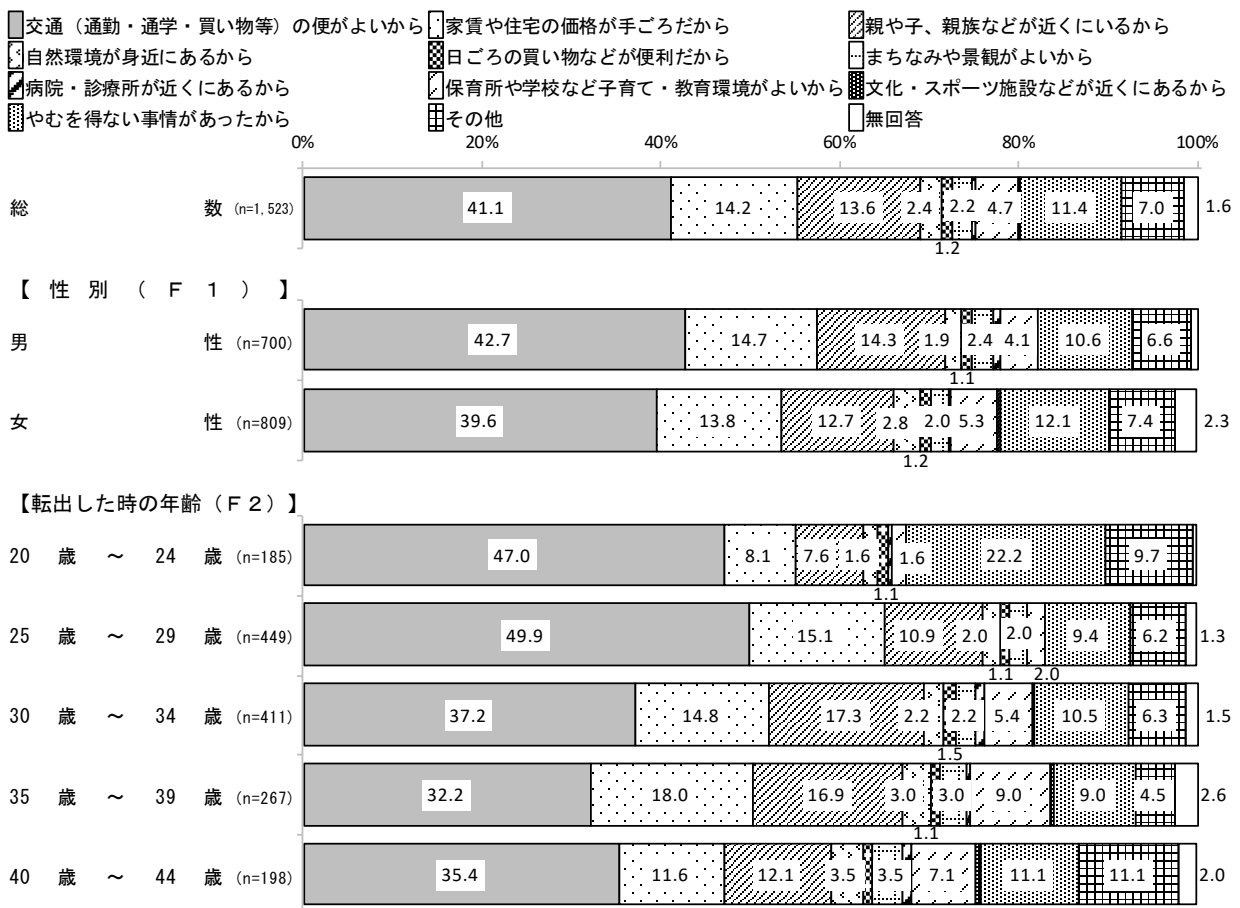 交通（通勤・通学・買い物等）の便がよいから 家賃や住宅の価格が手ごろだから 親や子、親族などが近くにいるから
自然環境が身近にあるから 日ごろの買い物などが便利だから まちなみや景観がよいから
病院・診療所が近くにあるから 保育所や学校など子育て・教育環境がよいから 文化・スポーツ施設などが近くにあるから
やむを得ない事情があったから その他 無回答
0% 20% 40% 60% 80% 100%
総数 (n=1,523) 41.1 14.2 13.6 2.4 2.2 4.7 11.4 7.0 1.6
1.2
【性別（Ｆ１）】
男性 (n=700) 42.7 14.7 14.3 1.9 2.4 4.1 10.6 6.6
1.1
女性 (n=809) 39.6 13.8 12.7 2.8 2.0 5.3 12.1 7.4 2.3
1.2
【転出した時の年齢（Ｆ２）】
20歳～24歳 (n=185) 47.0 8.1 7.6 1.6 1.6 22.2 9.7
1.1
25歳～29歳 (n=449) 49.9 15.1 10.9 2.0 2.0 9.4 6.2 1.3
1.1 2.0
30歳～34歳 (n=411) 37.2 14.8 17.3 2.2 2.2 5.4 10.5 6.3 1.5
1.5
35歳～39歳 (n=267) 32.2 18.0 16.9 3.0 3.0 9.0 9.0 4.5 2.6
1.1
40歳～44歳 (n=198) 35.4 11.6 12.1 3.5 3.5 7.1 11.1 11.1 2.0